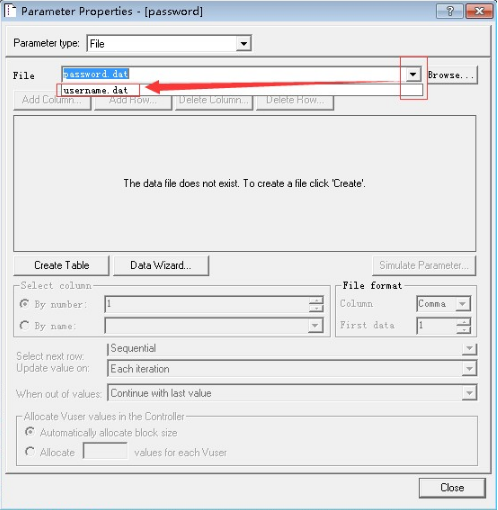 Parameter Properties - [password]
Parameter type: File
File password.dat Browse...
username.dat
Add Column... Add Row... Delete Column... Delete Row...
The data file does not exist. To create a file click 'Create'.
Create Table Data Wizard... Simulate Parameter...
Select column File format
By number: 1 Column Comma
By name: First data 1
Select next row: Sequential
Update value on: Each iteration
When out of values: Continue with last value
Allocate Vuser values in the Controller
Automatically allocate block size
Allocate values for each Vuser
Close